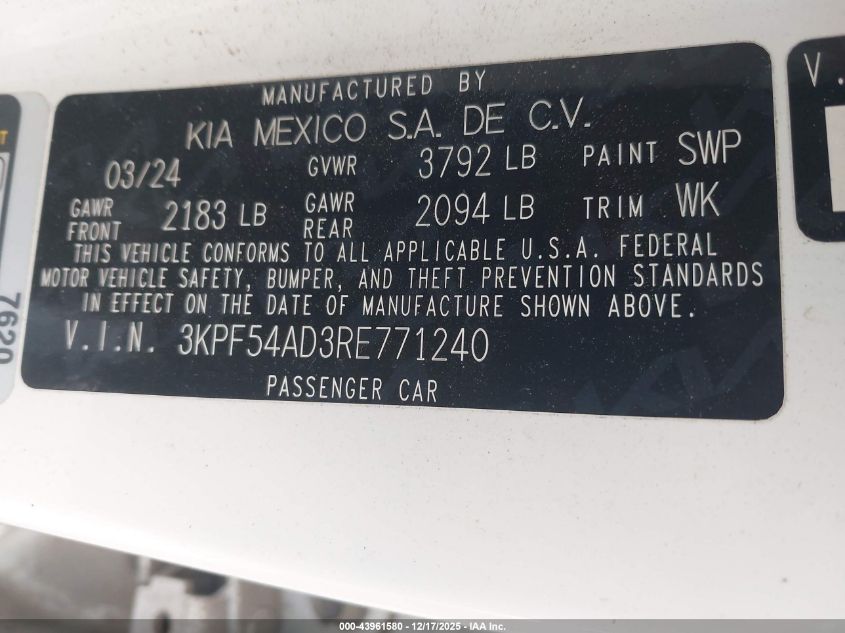 MANUFACTURED BY
KIA MEXICO S.A. DE C.V.
03/24 GVWR 3792 LB PAINT SWP
GAWR FRONT 2183 LB GAWR REAR 2094 LB TRIM WK
THIS VEHICLE CONFORMS TO ALL APPLICABLE U.S.A. FEDERAL
MOTOR VEHICLE SAFETY, BUMPER, AND THEFT PREVENTION STANDARDS
IN EFFECT ON THE DATE OF MANUFACTURE SHOWN ABOVE.
V.I.N. 3KPF54AD3RE771240
PASSENGER CAR
7620
V.
000-43961580 — 12/17/2025 - IAA Inc.